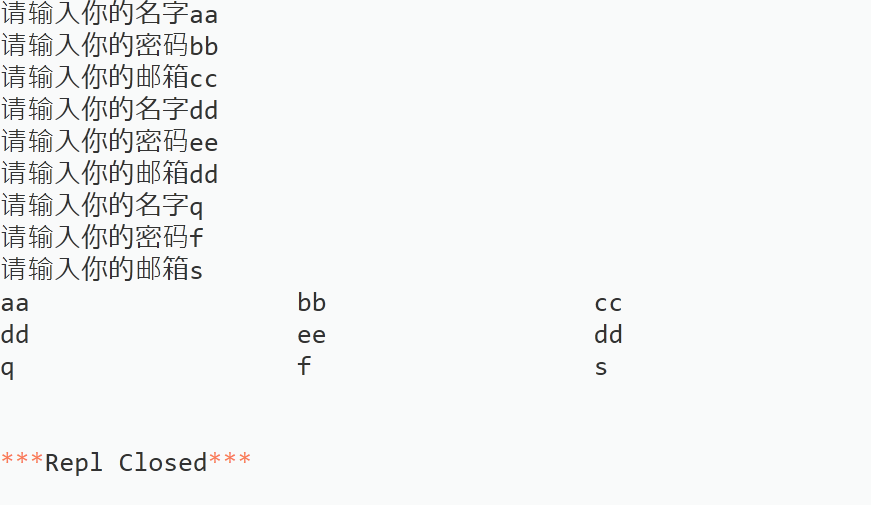 请输入你的名字aa
请输入你的密码bb
请输入你的邮箱cc
请输入你的名字dd
请输入你的密码ee
请输入你的邮箱dd
请输入你的名字q
请输入你的密码f
请输入你的邮箱s
aa bb cc
dd ee dd
q f s
***Repl Closed***